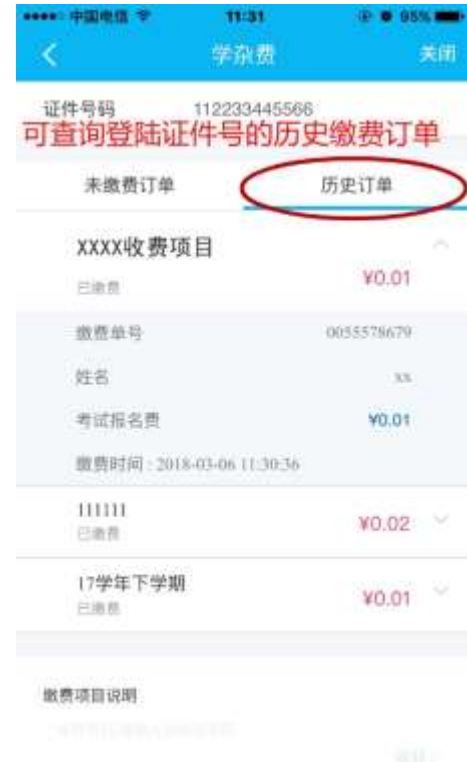 中国电信 11:31 95%
学杂费 关闭
证件号码 112233445566
可查询登陆证件号的历史缴费订单
未缴费订单 历史订单
XXXX收费项目
已缴费 ¥0.01
缴费单号 0055578679
姓名 xx
考试报名费 ¥0.01
缴费时间:2018-03-06 11:30:36
111111
已缴费 ¥0.02
17学年下学期
已缴费 ¥0.01
缴费项目说明